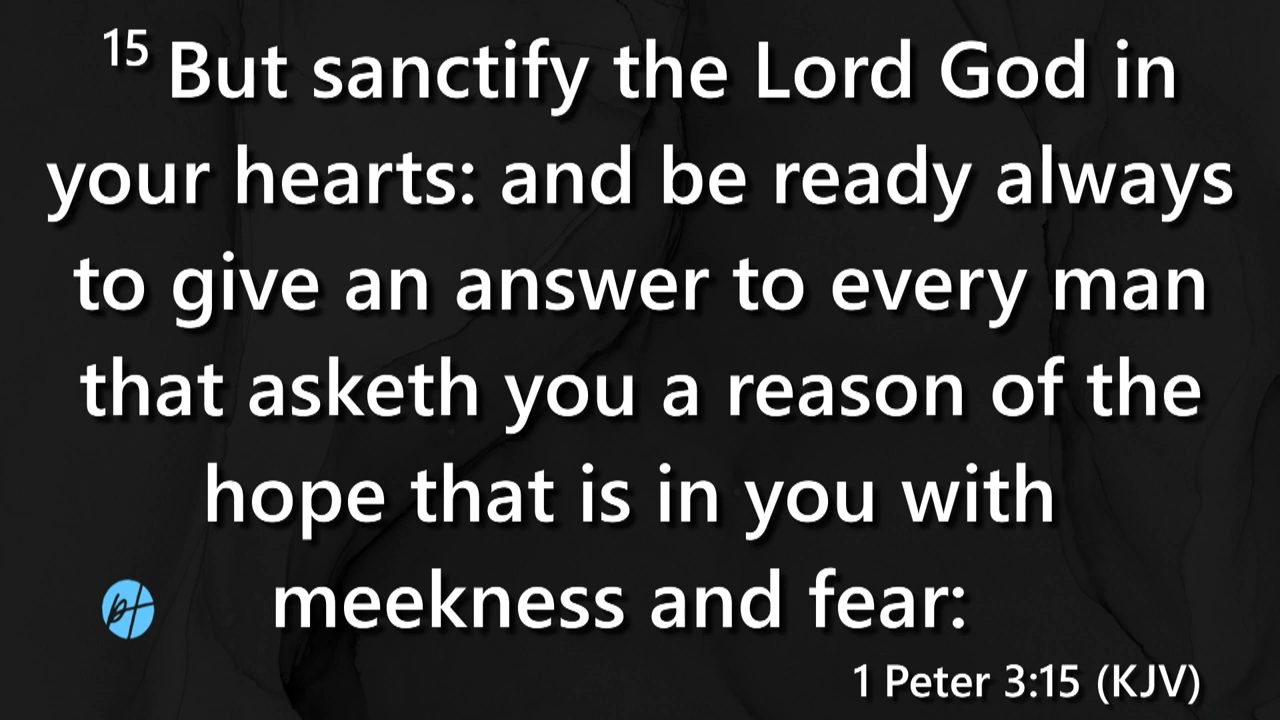 15 But sanctify the Lord God in
your hearts: and be ready always
to give an answer to every man
that asketh you a reason of the
hope that is in you with
meekness and fear:
1 Peter 3:15 (KJV)